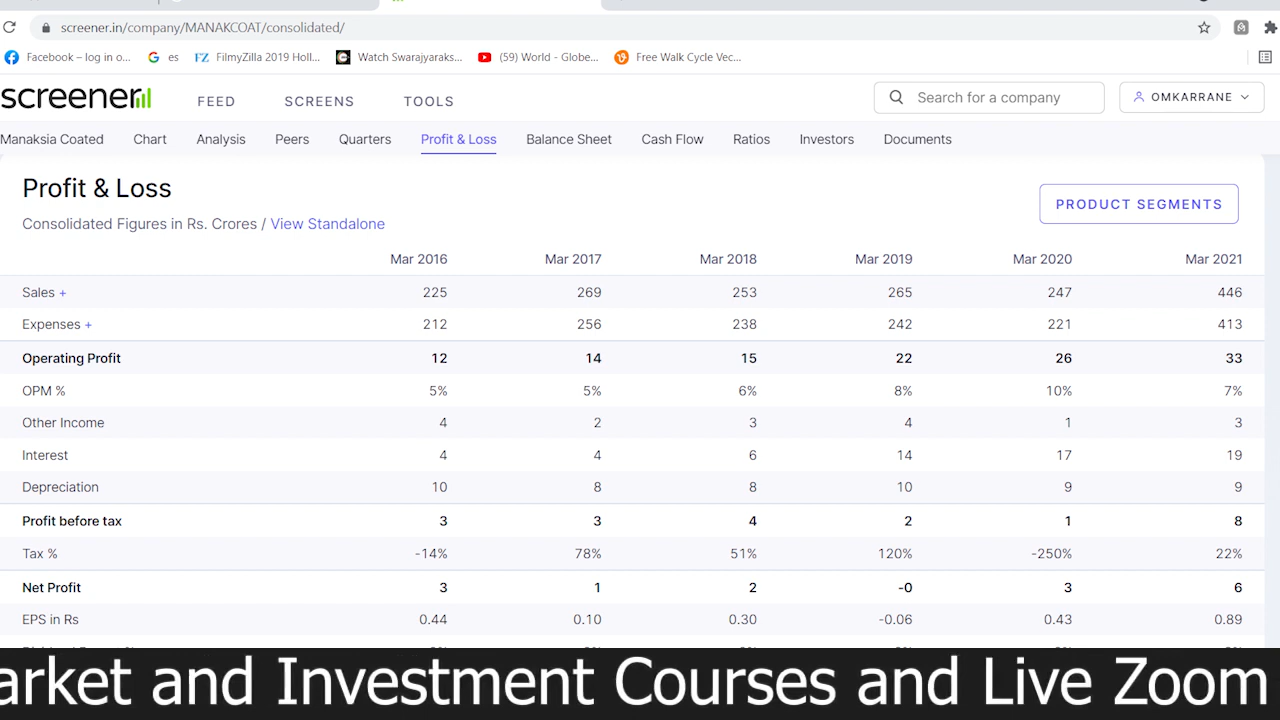 screener.in/company/MANAKCOAT/consolidated/
Facebook – log in o... es FilmyZilla 2019 Holl... Watch Swarajyaraks... (59) World - Globe... Free Walk Cycle Vec...
screener FEED SCREENS TOOLS Search for a company OMKARRANE
Manaksia Coated Chart Analysis Peers Quarters Profit & Loss Balance Sheet Cash Flow Ratios Investors Documents
Profit & Loss
PRODUCT SEGMENTS
Consolidated Figures in Rs. Crores / View Standalone
Mar 2016 Mar 2017 Mar 2018 Mar 2019 Mar 2020 Mar 2021
Sales + 225 269 253 265 247 446
Expenses + 212 256 238 242 221 413
Operating Profit 12 14 15 22 26 33
OPM % 5% 5% 6% 8% 10% 7%
Other Income 4 2 3 4 1 3
Interest 4 4 6 14 17 19
Depreciation 10 8 8 10 9 9
Profit before tax 3 3 4 2 1 8
Tax % -14% 78% 51% 120% -250% 22%
Net Profit 3 1 2 -0 3 6
EPS in Rs 0.44 0.10 0.30 -0.06 0.43 0.89
arket and Investment Courses and Live Zoom